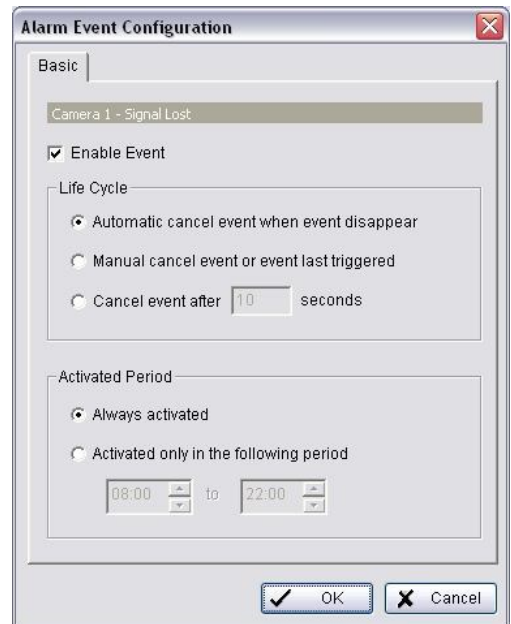 Alarm Event Configuration
Basic
Camera 1 - Signal Lost
Enable Event
Life Cycle
Automatic cancel event when event disappear
Manual cancel event or event last triggered
Cancel event after 10 seconds
Activated Period
Always activated
Activated only in the following period
08:00 to 22:00
OK Cancel